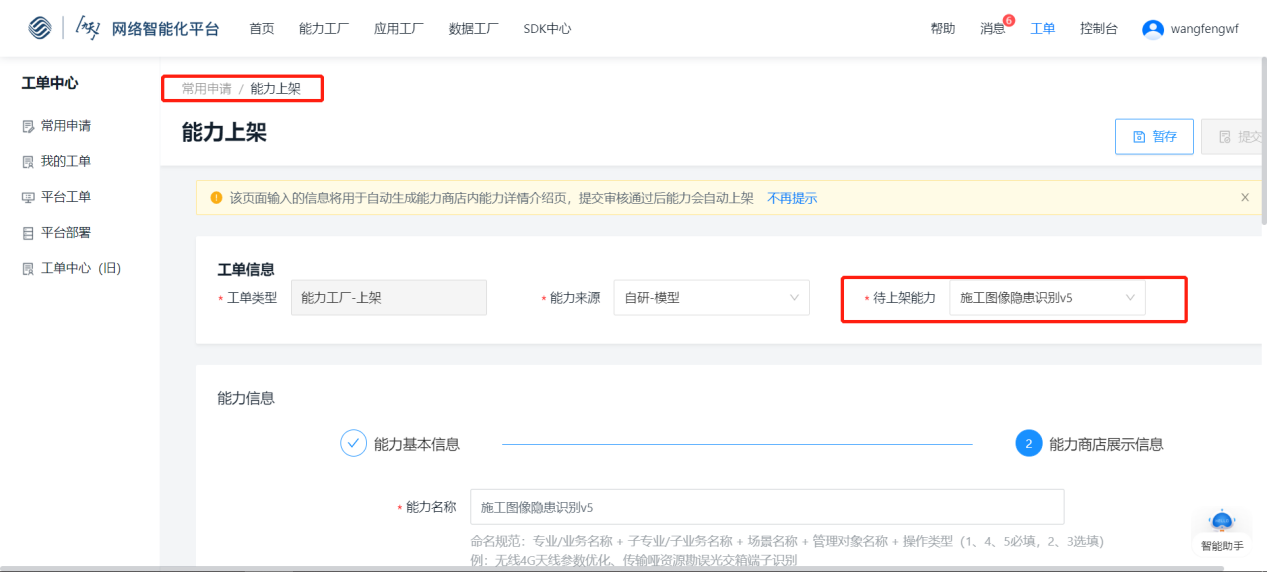 网络智能化平台 首页 能力工厂 应用工厂 数据工厂 SDK中心 帮助 消息 6 工单 控制台 wangfengwf
工单中心
常用申请
我的工单
平台工单
平台部署
工单中心（旧）
常用申请 / 能力上架
能力上架
暂存 提交
该页面输入的信息将用于自动生成能力商店内能力详情介绍页，提交审核通过后能力会自动上架 不再提示
工单信息
* 工单类型 能力工厂-上架 * 能力来源 自研-模型 * 待上架能力 施工图像隐患识别v5
能力信息
能力基本信息 2 能力商店展示信息
* 能力名称 施工图像隐患识别v5
命名规范：专业/业务名称 + 子专业/子业务名称 + 场景名称 + 管理对象名称 + 操作类型（1、4、5必填，2、3选填）
例：无线4G天线参数优化、传输哑资源勘误光交箱端子识别
智能助手